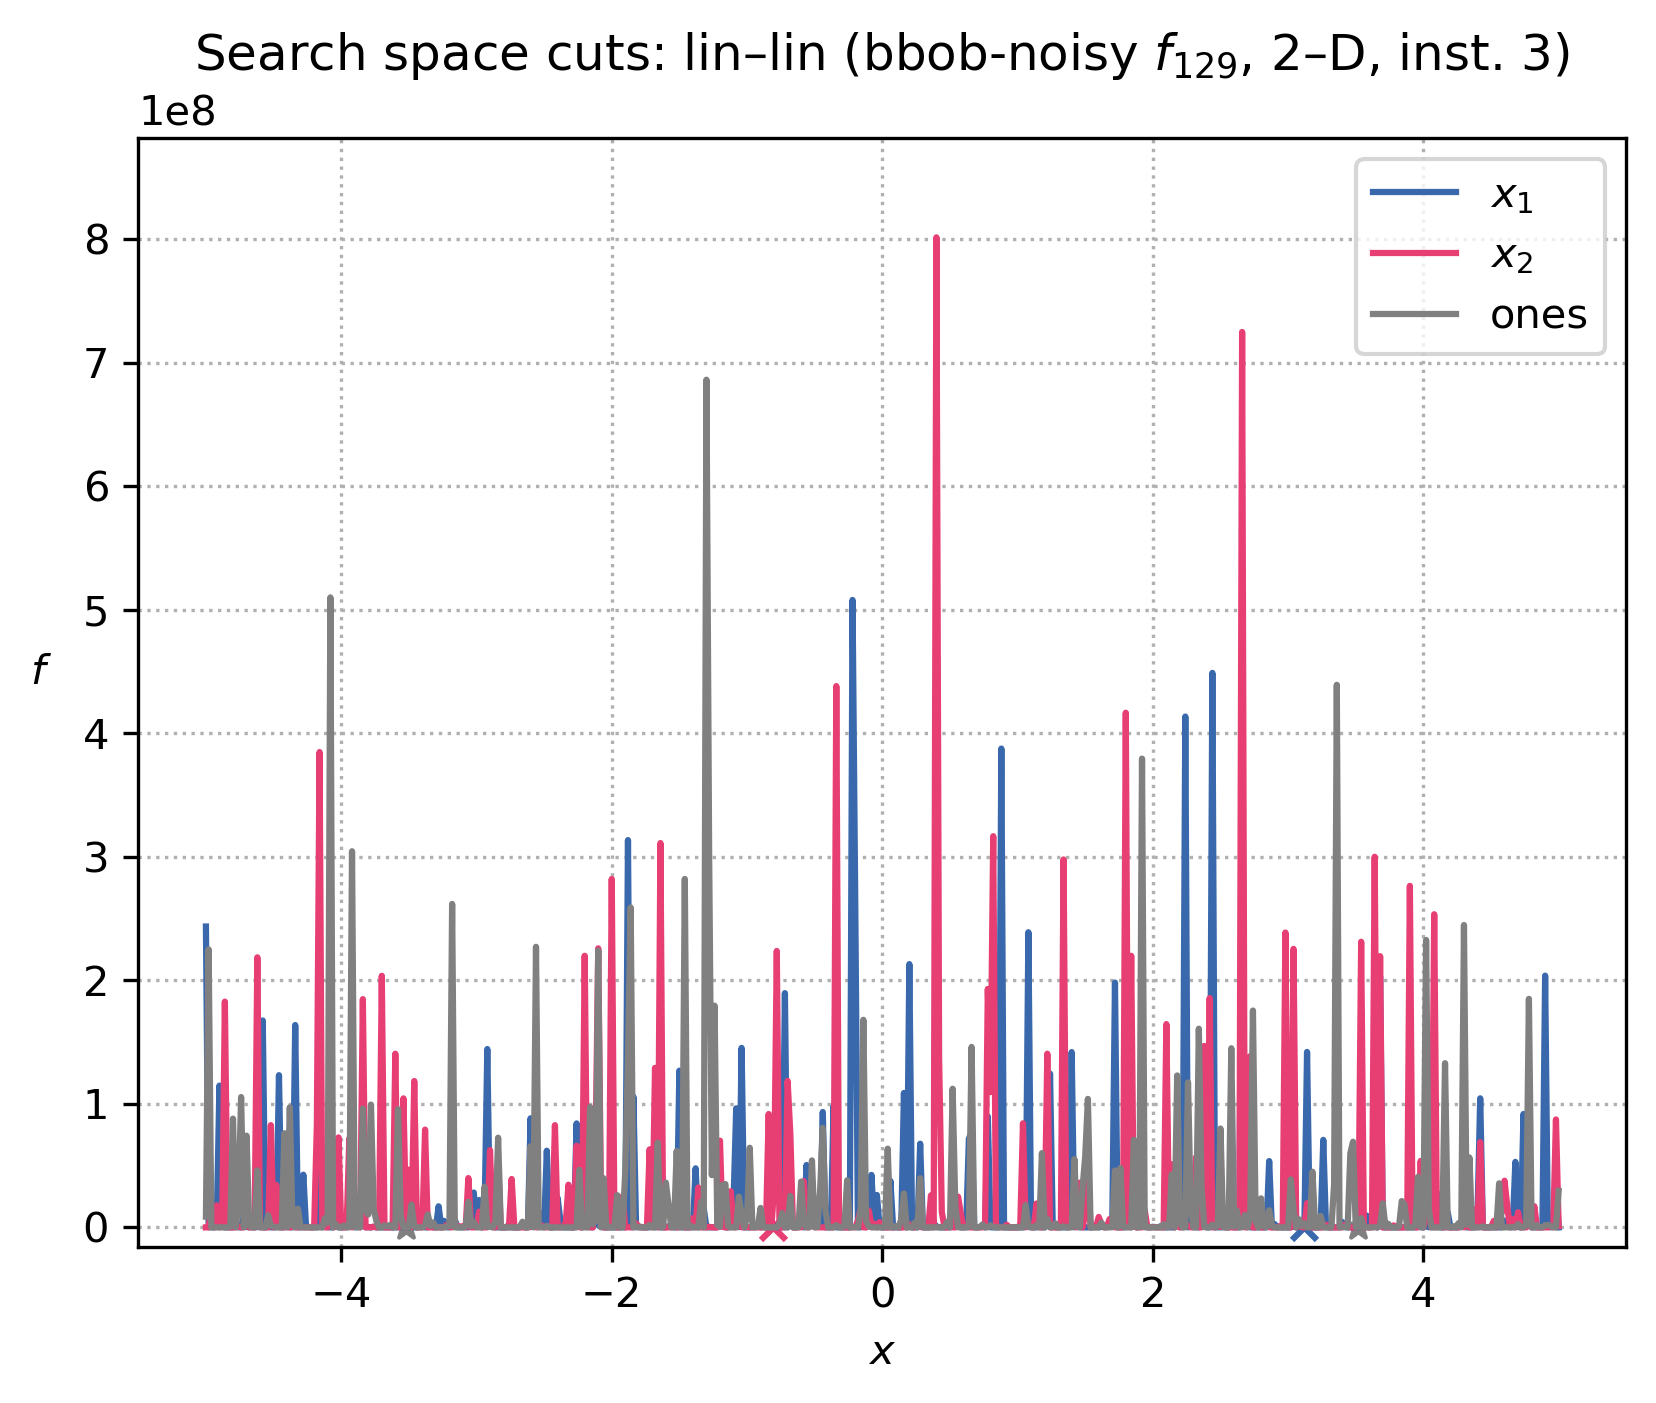 Search space cuts: lin–lin (bbob-noisy f129, 2–D, inst. 3)
1e8
x1
x2
ones
8
7
6
5
4
3
2
1
0
f
−4 −2 0 2 4
x